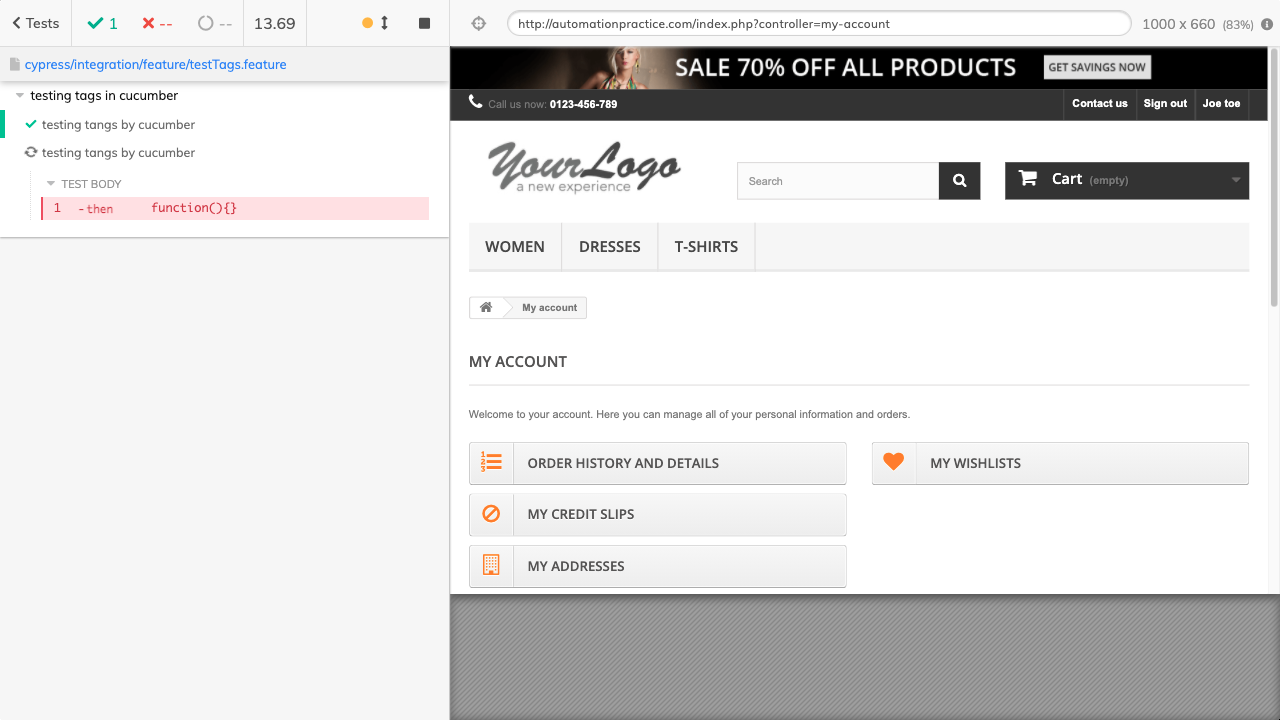 Tests 1 -- -- 13.69
cypress/integration/feature/testTags.feature
testing tags in cucumber
testing tangs by cucumber
testing tangs by cucumber
TEST BODY
1 -then function(){}
http://automationpractice.com/index.php?controller=my-account 1000 x 660 (83%)
SALE 70% OFF ALL PRODUCTS GET SAVINGS NOW
Call us now: 0123-456-789 Contact us Sign out Joe toe
YourLogo
a new experience
Search
Cart (empty)
WOMEN DRESSES T-SHIRTS
My account
MY ACCOUNT
Welcome to your account. Here you can manage all of your personal information and orders.
ORDER HISTORY AND DETAILS MY WISHLISTS
MY CREDIT SLIPS
MY ADDRESSES